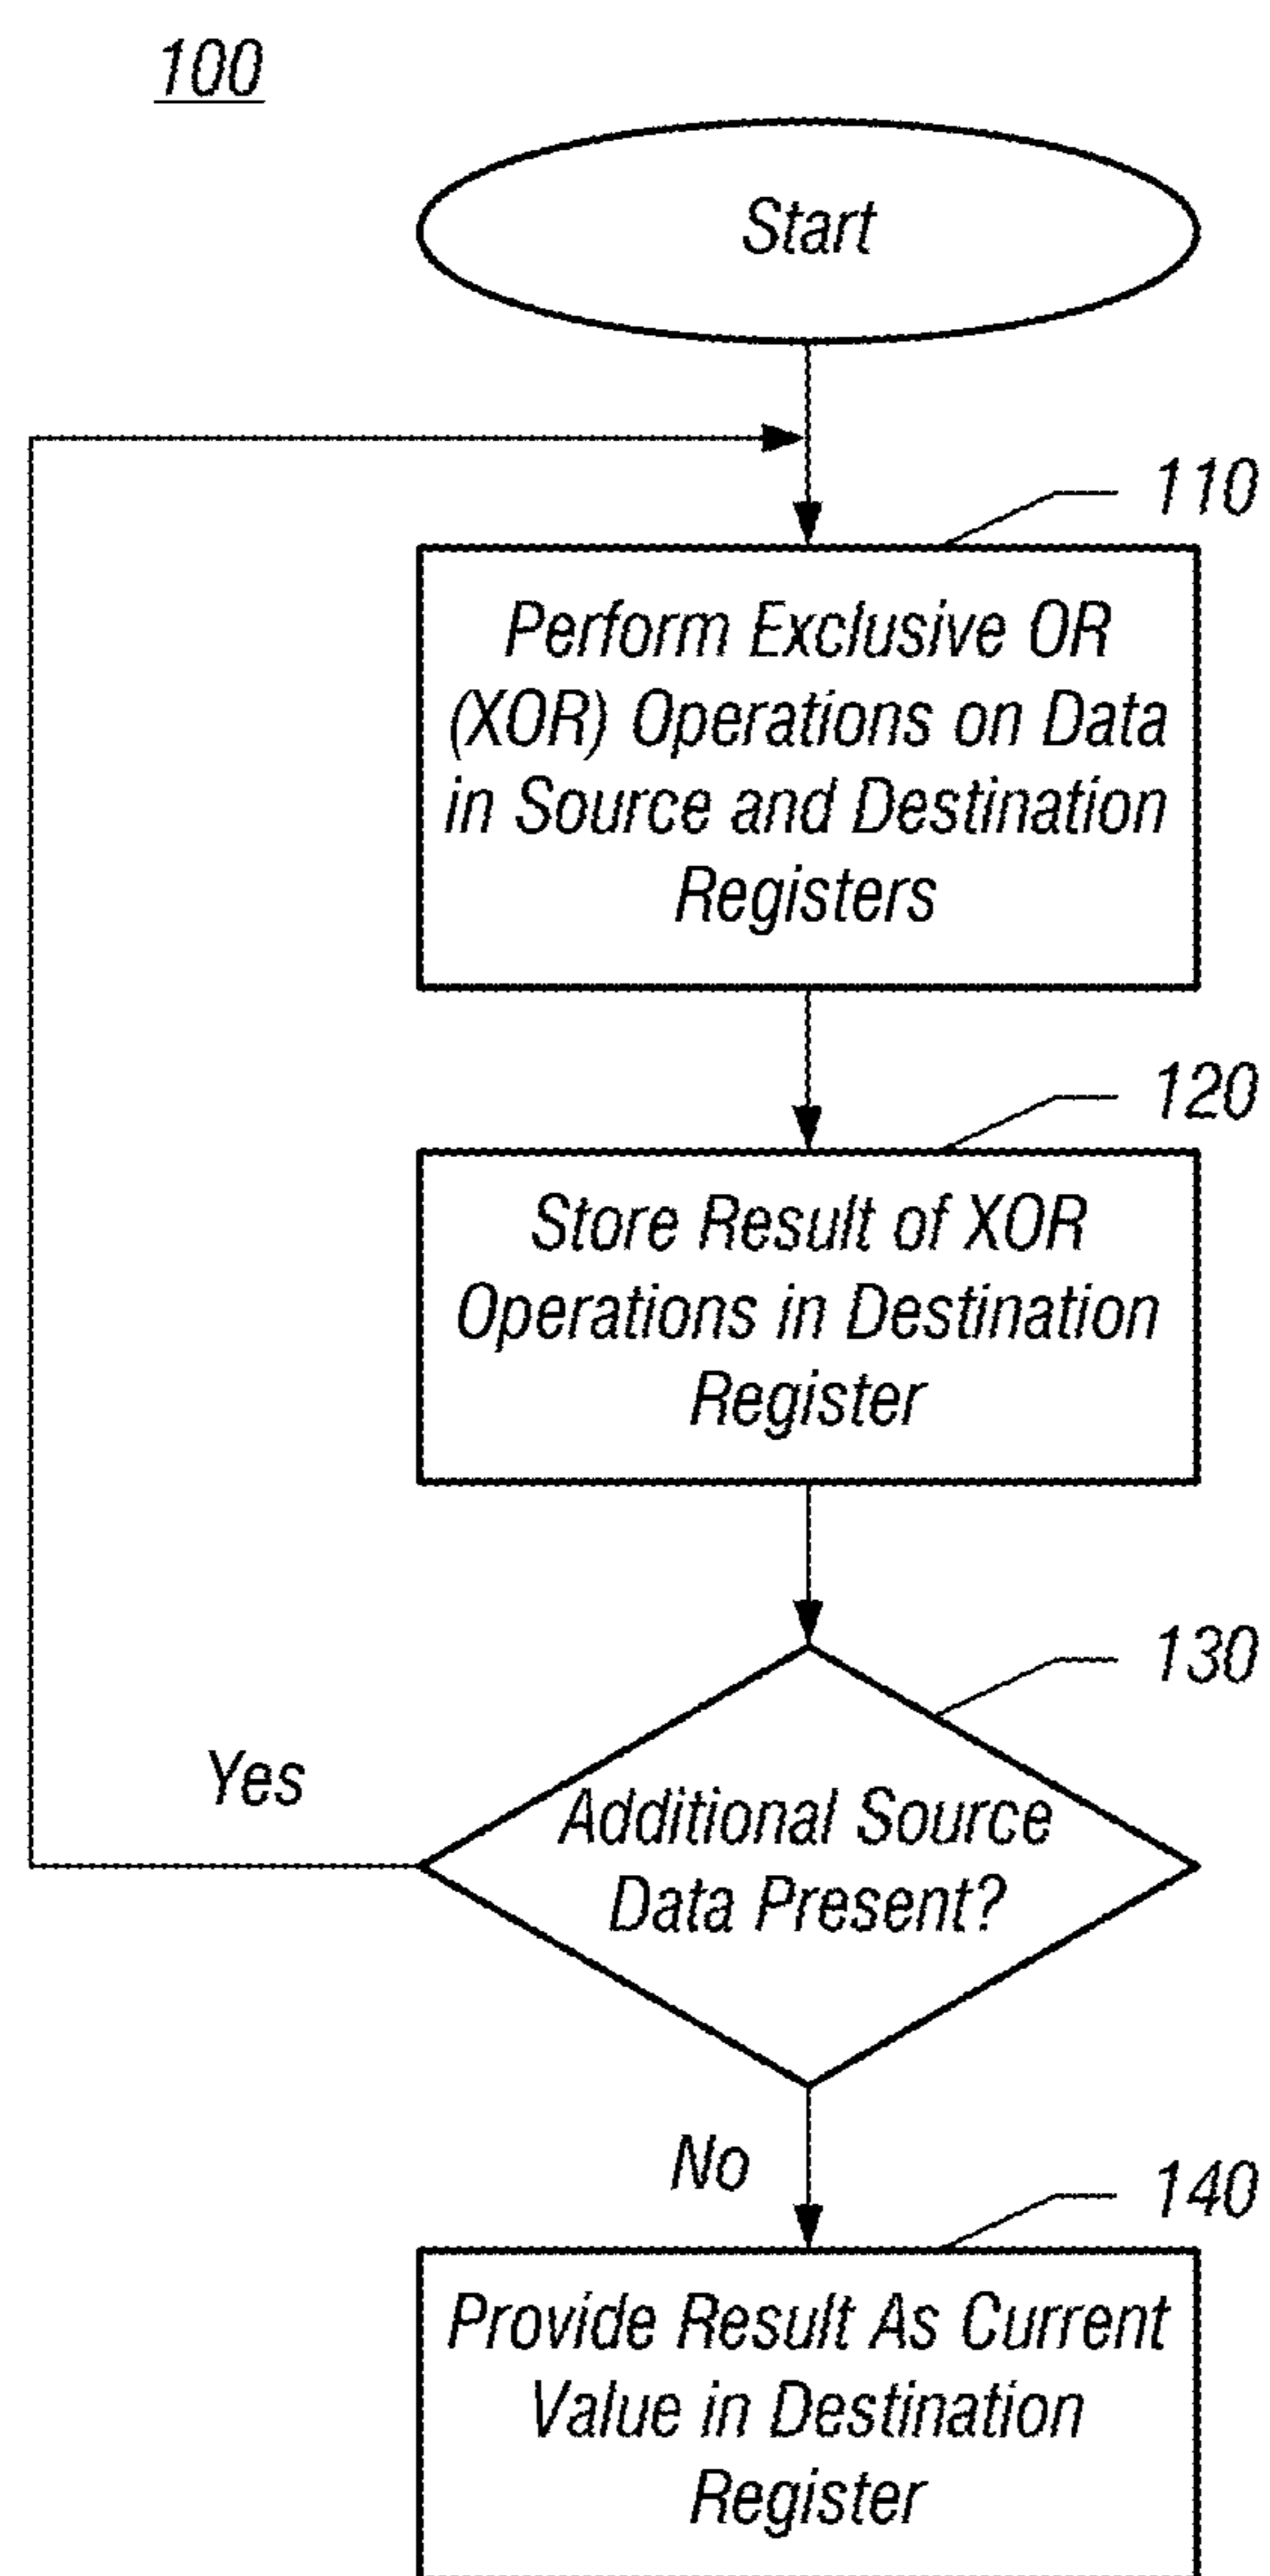 100
Start
110
Perform Exclusive OR
(XOR) Operations on Data
in Source and Destination
Registers
120
Store Result of XOR
Operations in Destination
Register
130
Yes
Additional Source
Data Present?
No
140
Provide Result As Current
Value in Destination
Register